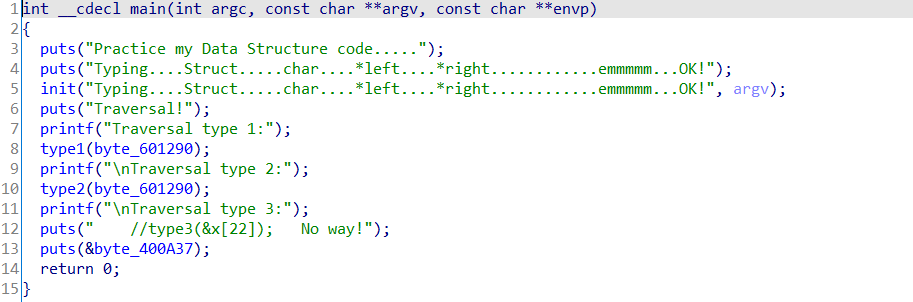 1 int __cdecl main(int argc, const char **argv, const char **envp)
2 {
3 puts("Practice my Data Structure code.....");
4 puts("Typing....Struct.....char....*left....*right............emmmmm...OK!");
5 init("Typing....Struct.....char....*left....*right............emmmmm...OK!", argv);
6 puts("Traversal!");
7 printf("Traversal type 1:");
8 type1(byte_601290);
9 printf("\nTraversal type 2:");
10 type2(byte_601290);
11 printf("\nTraversal type 3:");
12 puts("    //type3(&x[22]);   No way!");
13 puts(&byte_400A37);
14 return 0;
15 }